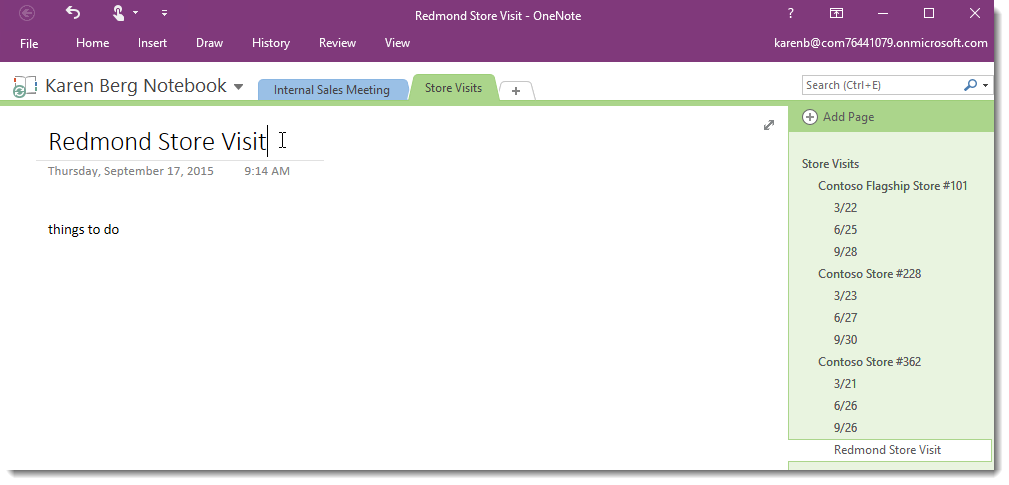 Redmond Store Visit - OneNote
?
File Home Insert Draw History Review View karenb@com76441079.onmicrosoft.com
Karen Berg Notebook Internal Sales Meeting Store Visits + Search (Ctrl+E)
Redmond Store Visit
Thursday, September 17, 2015 9:14 AM
things to do
Add Page
Store Visits
Contoso Flagship Store #101
3/22
6/25
9/28
Contoso Store #228
3/23
6/27
9/30
Contoso Store #362
3/21
6/26
9/26
Redmond Store Visit